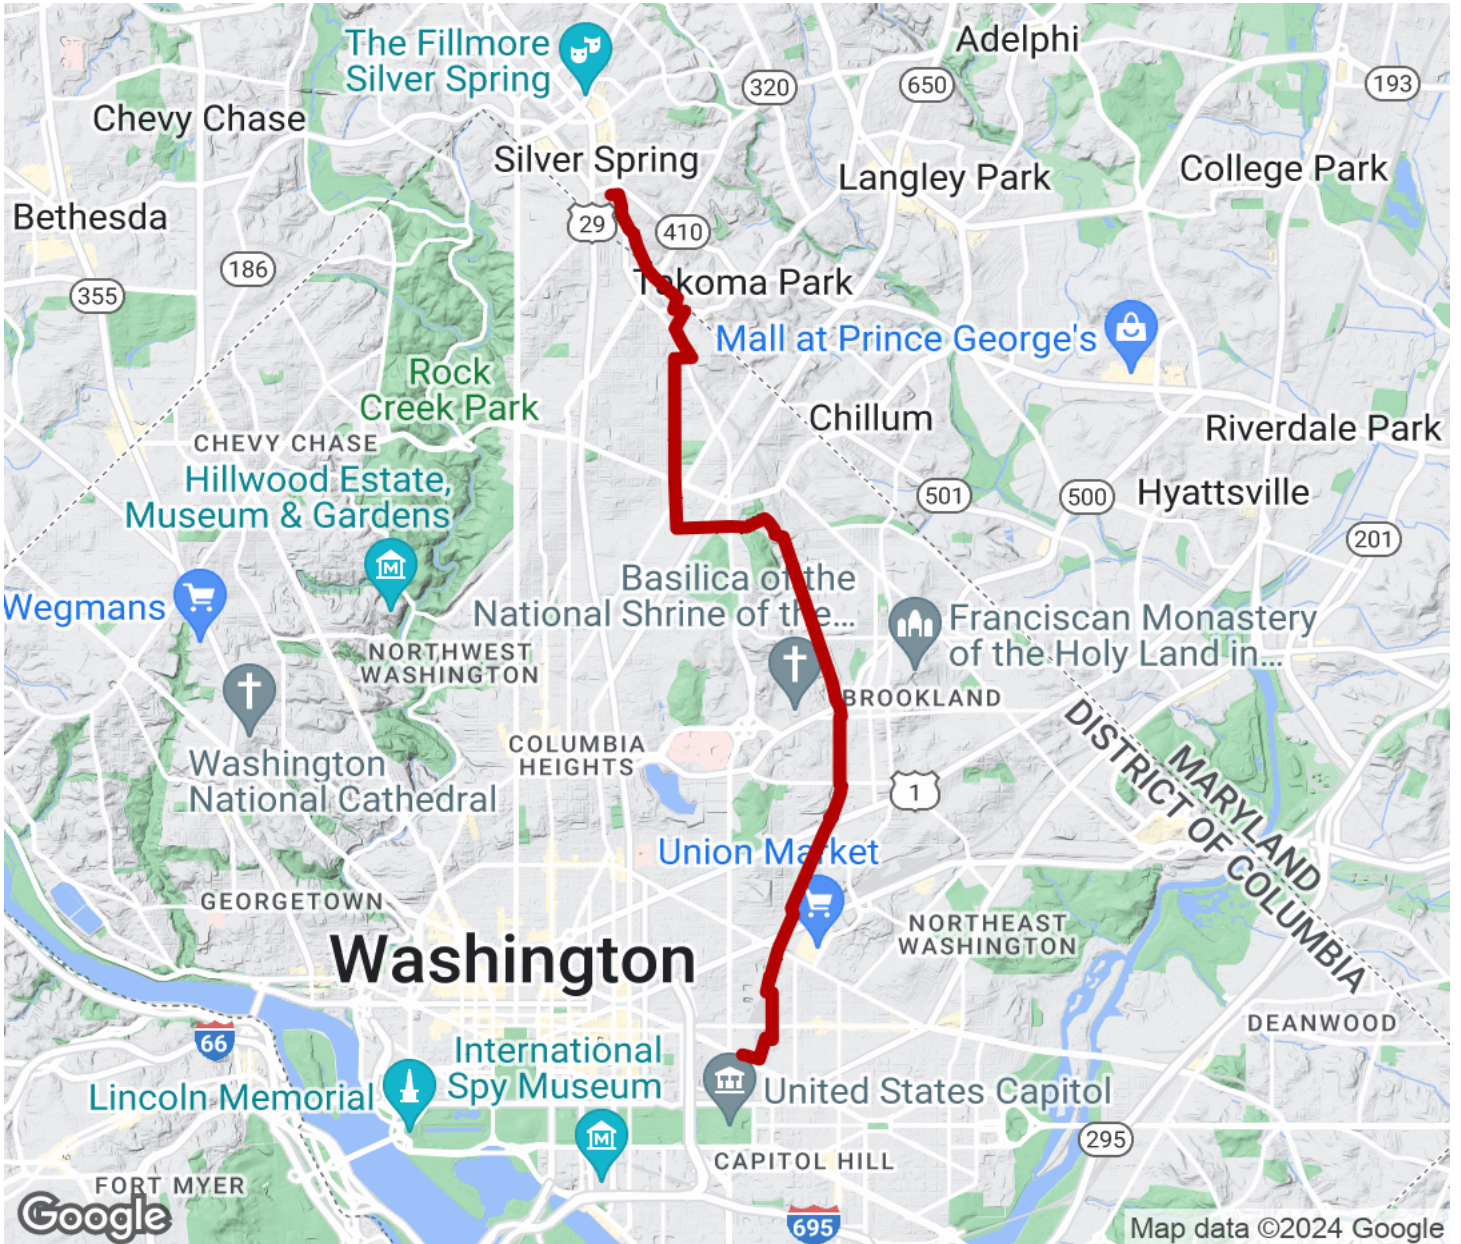 The Fillmore
Silver Spring
Adelphi
320
650
193
Chevy Chase
Silver Spring
Langley Park
College Park
Bethesda
29
410
186
355
Takoma Park
Mall at Prince George's
Rock
Creek Park
Chillum
Riverdale Park
CHEVY CHASE
Hillwood Estate,
Museum & Gardens
501
500
Hyattsville
201
Basilica of the
National Shrine of the...
Wegmans
Franciscan Monastery
of the Holy Land in...
NORTHWEST
WASHINGTON
BROOKLAND
DISTRICT OF COLUMBIA
MARYLAND
COLUMBIA
HEIGHTS
Washington
National Cathedral
1
Union Market
GEORGETOWN
NORTHEAST
WASHINGTON
Washington
DEANWOOD
66
International
Spy Museum
Lincoln Memorial
United States Capitol
295
CAPITOL HILL
FORT MYER
Google
695
Map data ©2024 Google